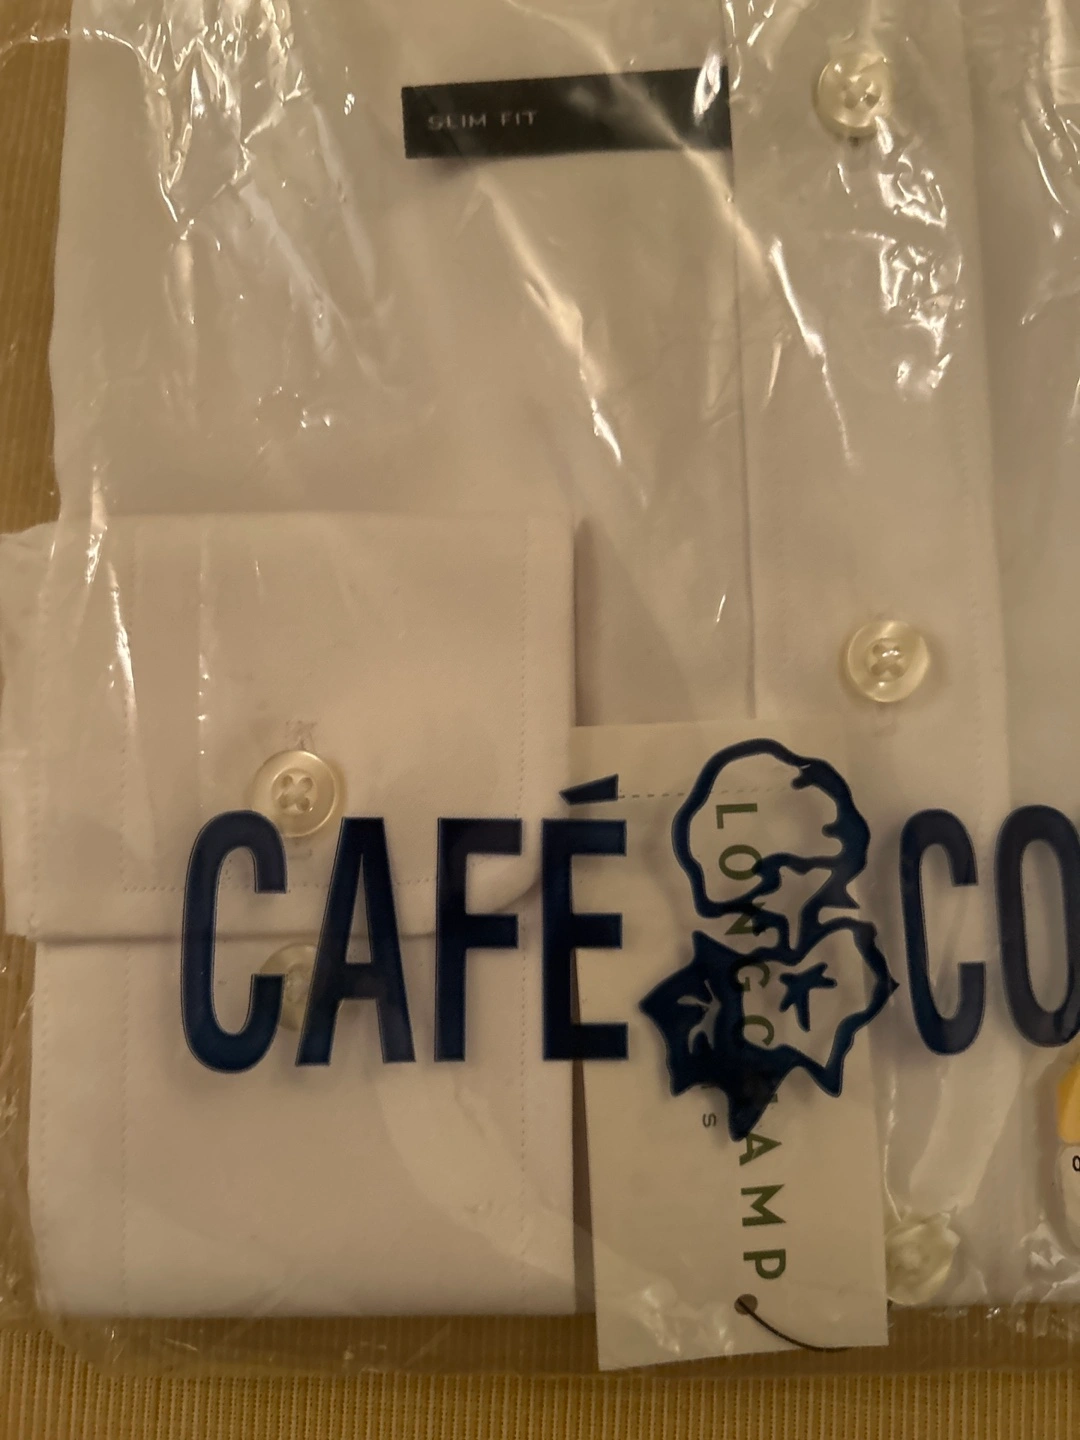 SLIM FIT
CAFÉ CO
LONGCHAMP